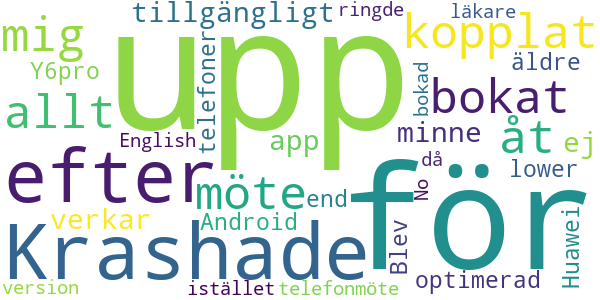 tillgängligt ringde läkare
mig upp kopplat
Y6pro telefoner äldre
allt bokad bokat
English app minne åt ej
efter då lower
möte end No för
verkar Android Blev Huawei
Krashade optimerad
version istället telefonmöte